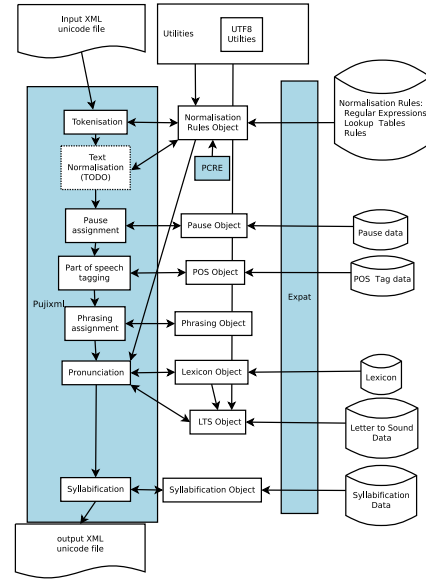 Input XML
unicode file
Utilities
UTF8
Utilties
Tokenisation
Normalisation
Rules Object
Normalisation Rules:
Regular Expressions
Lookup Tables
Rules
Text
Normalisation
(TODO)
PCRE
Pause
assignment
Pause Object
Pause data
Part of speech
tagging
POS Object
POS Tag data
Pujixml
Expat
Phrasing
assignment
Phrasing Object
Pronunciation
Lexicon Object
Lexicon
LTS Object
Letter to Sound
Data
Syllabification
Syllabification Object
Syllabification
Data
output XML
unicode file